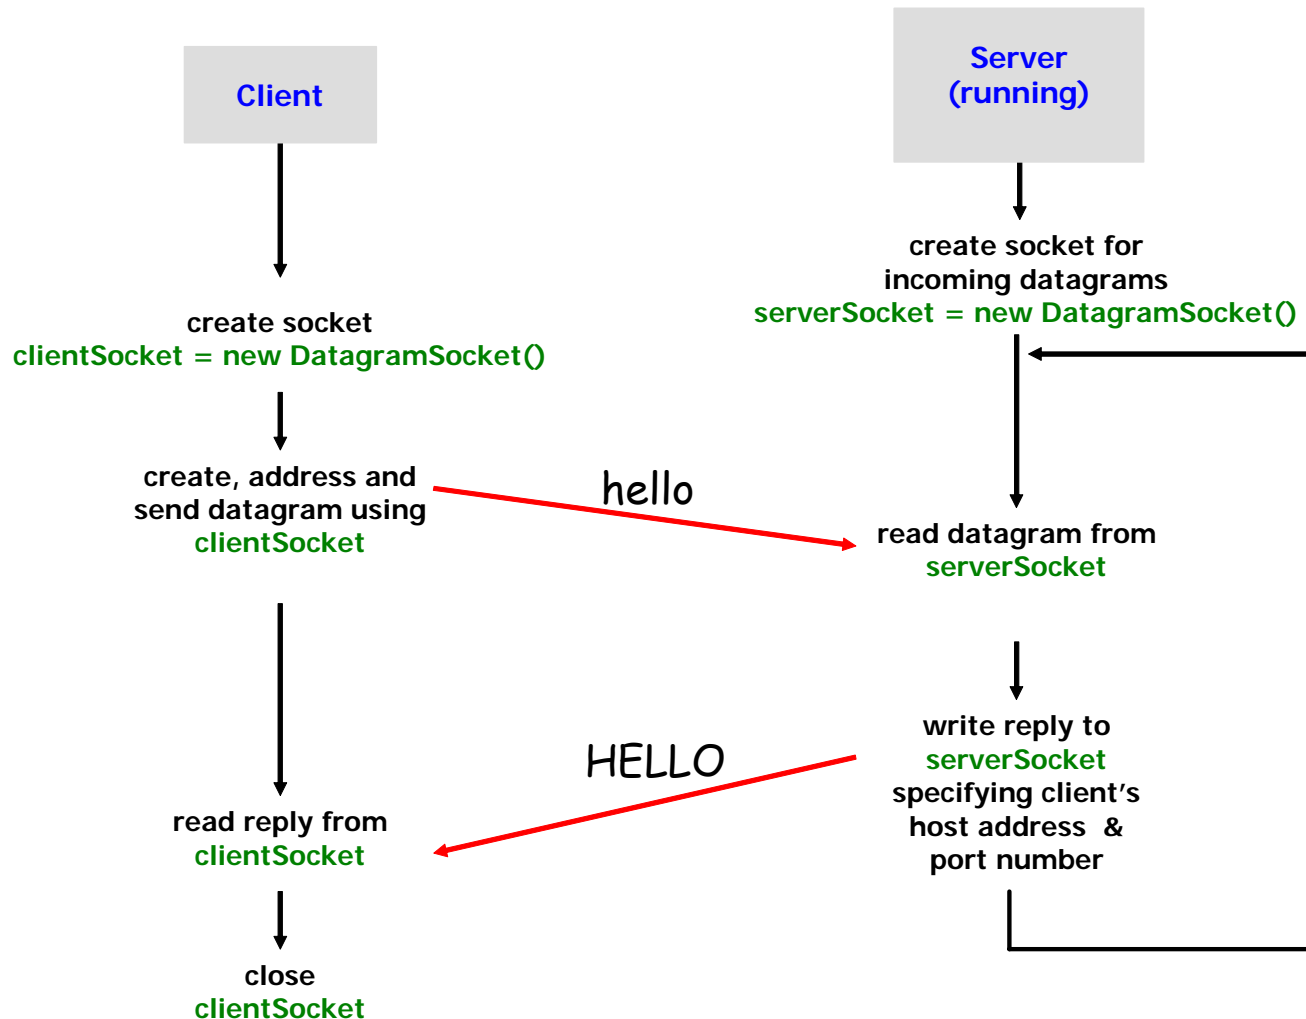 Client
create socket
clientSocket = new DatagramSocket()
create, address and
send datagram using
clientSocket
read reply from
clientSocket
close
clientSocket
hello
HELLO
Server
(running)
create socket for
incoming datagrams
serverSocket = new DatagramSocket()
read datagram from
serverSocket
write reply to
serverSocket
specifying client's
host address &
port number